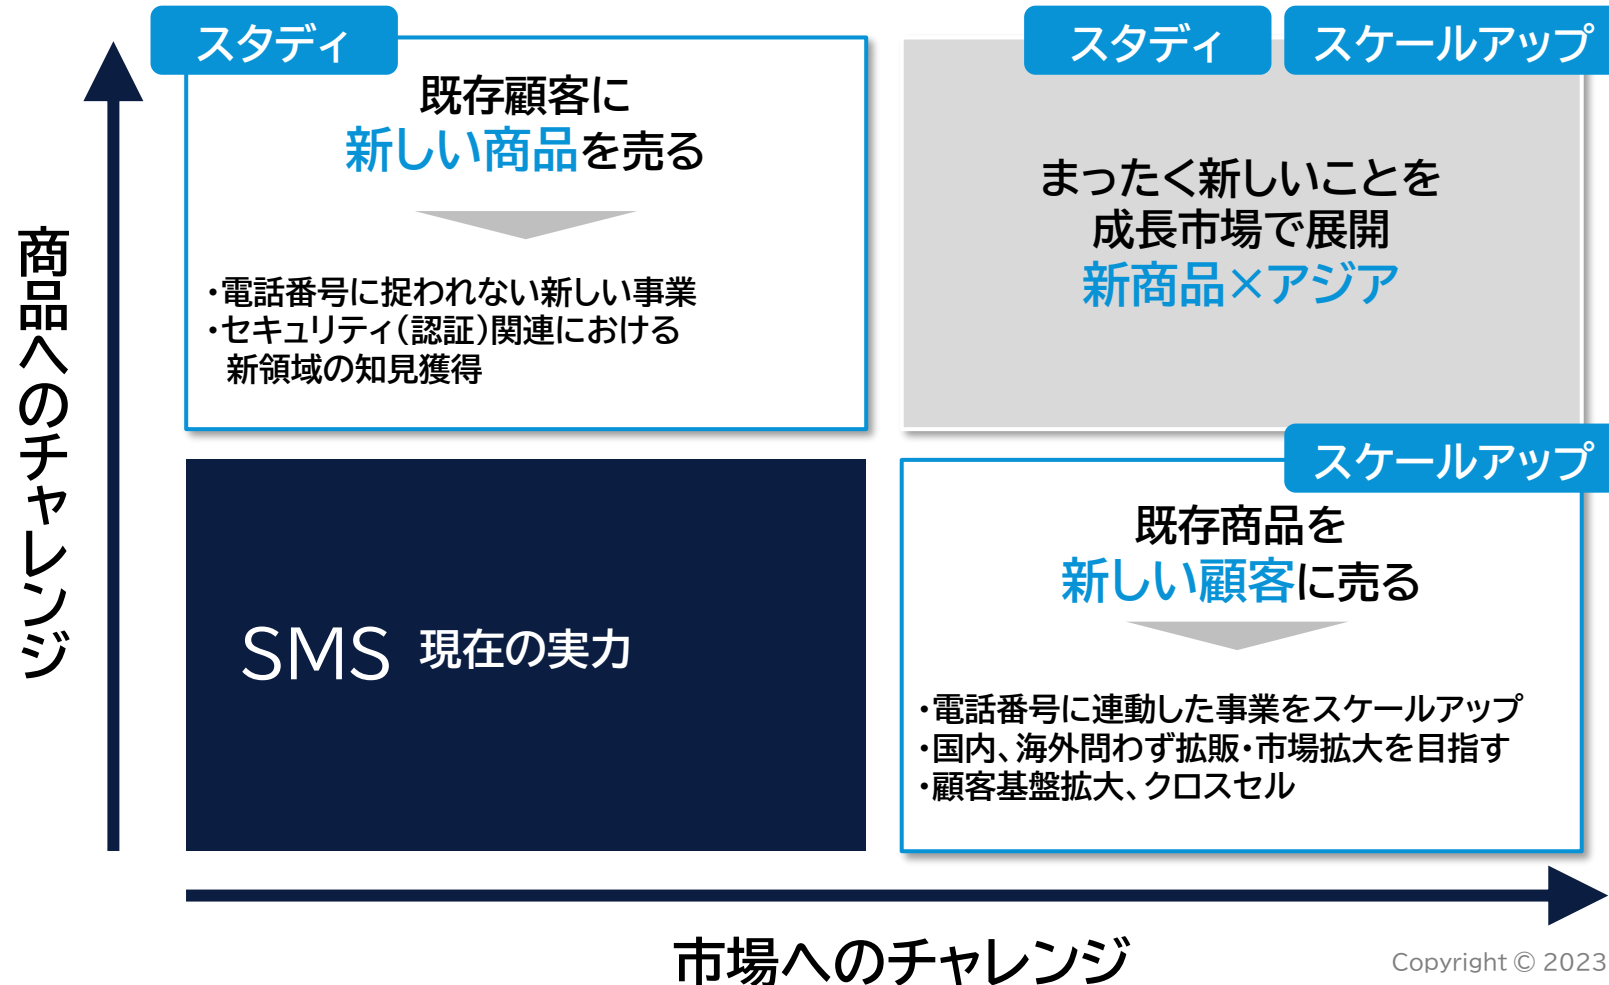 スタディ
既存顧客に
新しい商品を売る
・電話番号に捉われない新しい事業
・セキュリティ(認証)関連における
新領域の知見獲得
スタディ
スケールアップ
まったく新しいことを
成長市場で展開
新商品×アジア
商品へのチャレンジ
SMS 現在の実力
スケールアップ
既存商品を
新しい顧客に売る
・電話番号に連動した事業をスケールアップ
・国内、海外問わず拡販・市場拡大を目指す
・顧客基盤拡大、クロスセル
市場へのチャレンジ
Copyright © 2023